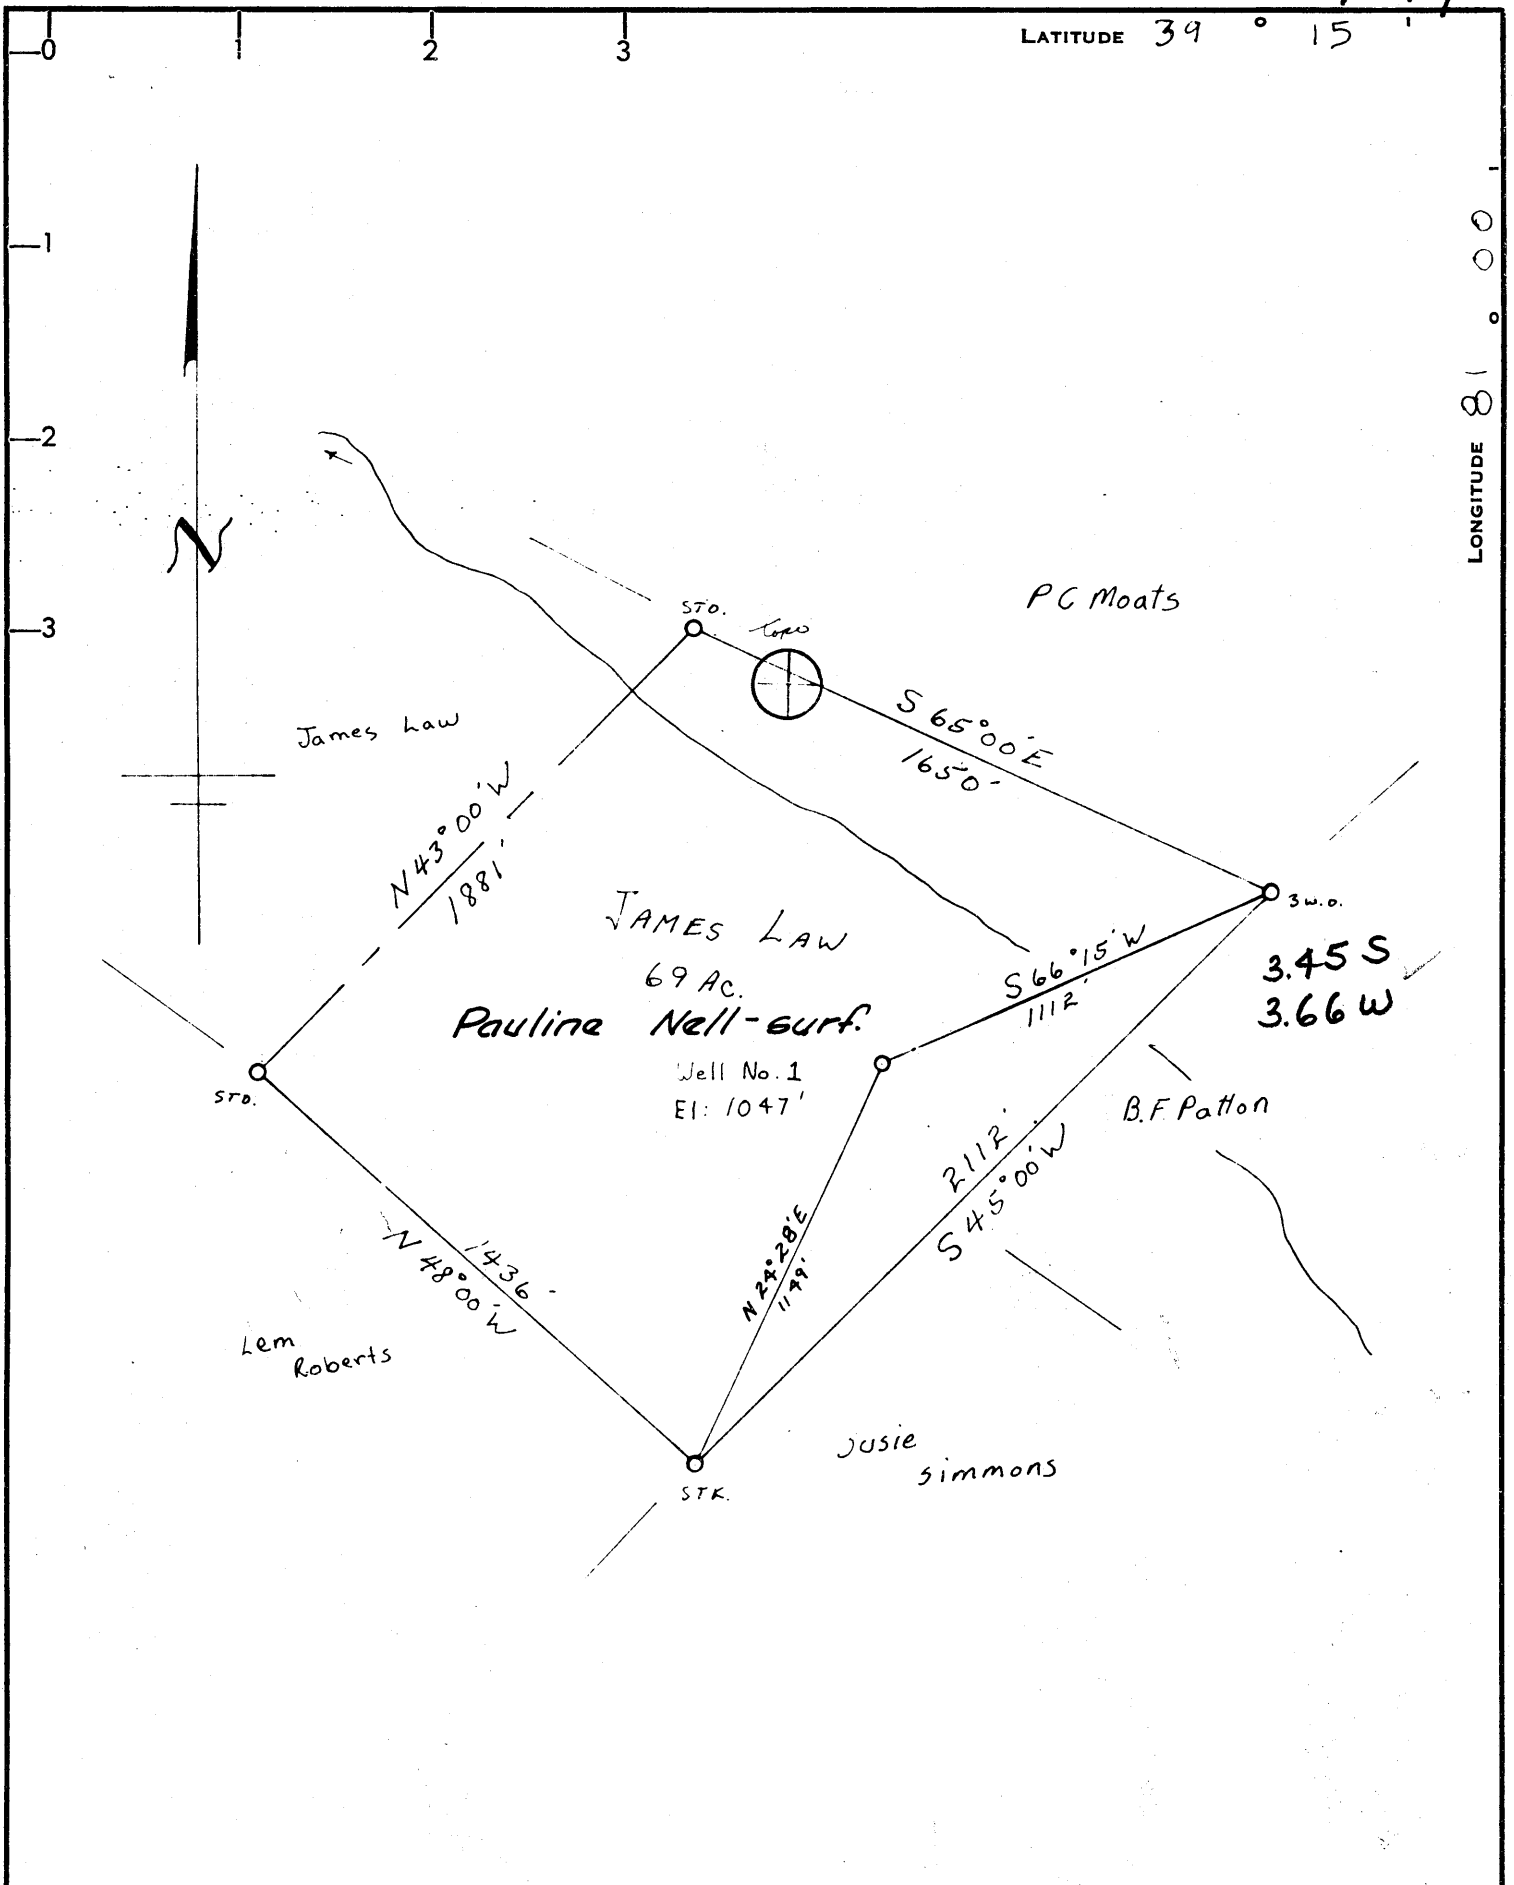 LATITUDE 39 ° 15 '
0
1
2
3
1
2
3
LONGITUDE 81 ° 00 '
N
STO.
Topo
P C Moats
S 65°00'E
1650'
James Law
N 43°00'W
1881'
3 W.O.
3.45 S
3.66 W
JAMES LAW
69 Ac.
S 66°15'W
1112'
Pauline Nell-surf.
Well No. 1
El: 1047'
STO.
B.F. Patton
2112'
S 45°00'W
N 24°28'E
1149'
1436'
N 48°00'W
Lem
Roberts
Josie
Simmons
STK.